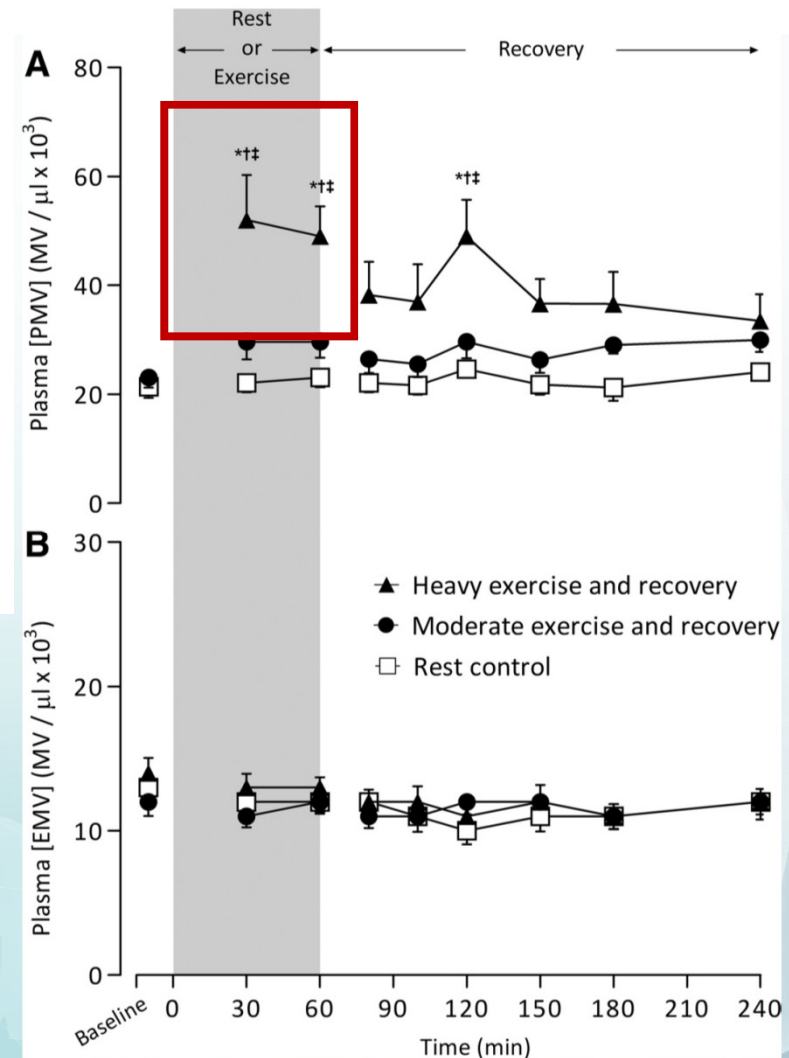 Rest
or
Exercise
Recovery
A
80
60
40
20
0
Plasma [PMV] (MV / μl x 10³)
*†‡
*†‡
*†‡
B
30
20
10
0
Plasma [EMV] (MV / μl x 10³)
Heavy exercise and recovery
Moderate exercise and recovery
Rest control
Baseline 0 30 60 90 120 150 180 210 240
Time (min)